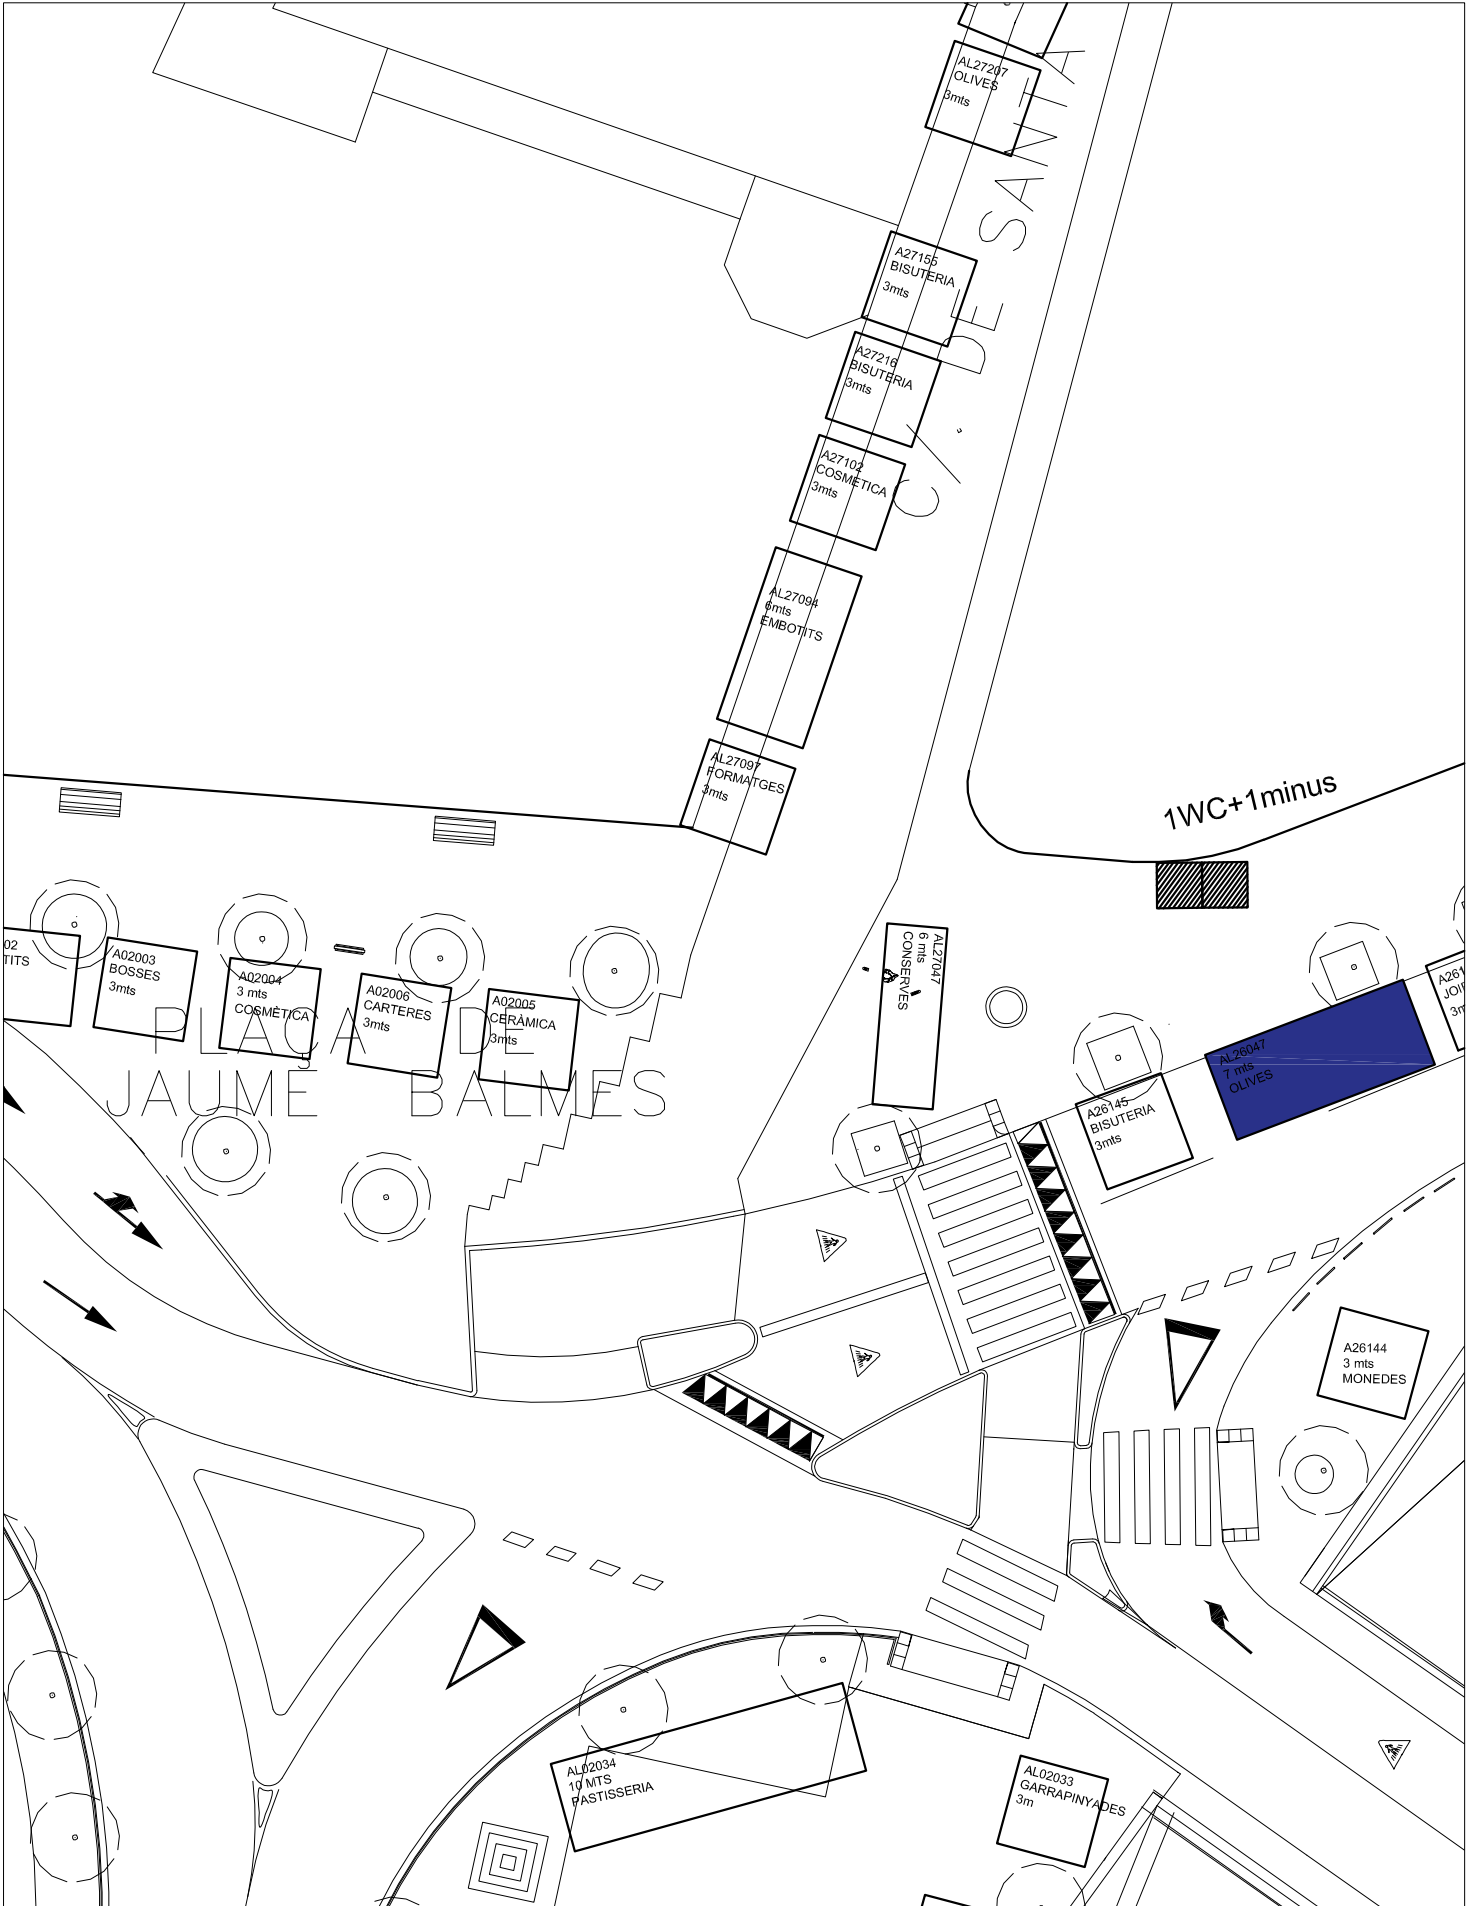 AL27207
OLIVES
3mts
A27155
BISUTERIA
3mts
A27216
BISUTERIA
3mts
A27102
COSMETICA
3mts
C/. DE SANTA
AL27094
6mts
EMBOTITS
AL27097
FORMATGES
3mts
1WC+1minus
02
TITS
A02003
BOSSES
3mts
A02004
3 mts
COSMÈTICA
A02006
CARTERES
3mts
A02005
CERÀMICA
3mts
PLAÇA DE
JAUME BALMES
AL27047
6 mts
CONSERVES
A26145
BISUTERIA
3mts
AL26047
7 mts
OLIVES
A261
JOIE
3m
A26144
3 mts
MONEDES
AL02034
10 MTS
PASTISSERIA
AL02033
GARRAPINYADES
3m